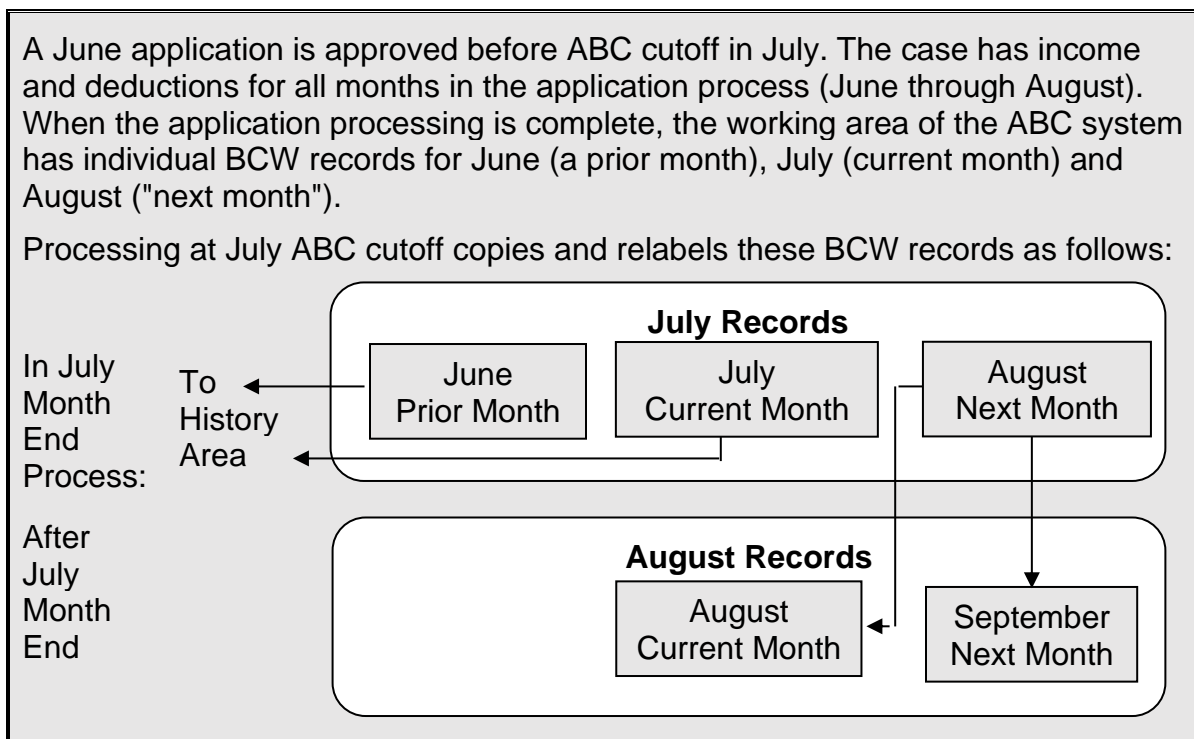 A June application is approved before ABC cutoff in July. The case has income
and deductions for all months in the application process (June through August).
When the application processing is complete, the working area of the ABC system
has individual BCW records for June (a prior month), July (current month) and
August ("next month").
Processing at July ABC cutoff copies and relabels these BCW records as follows:
In July
Month
End
Process:
To
History
Area
July Records
June
Prior Month
July
Current Month
August
Next Month
After
July
Month
End
August Records
August
Current Month
September
Next Month